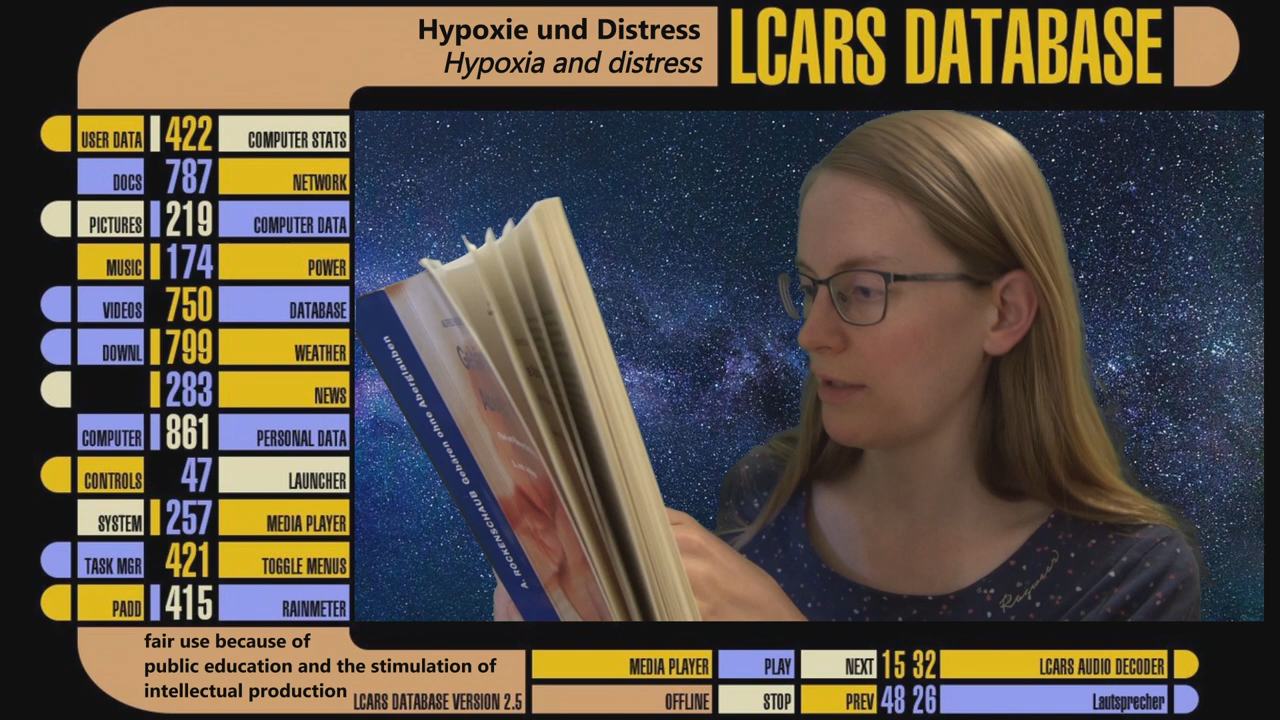 Hypoxie und Distress
Hypoxia and distress
LCARS DATABASE
USER DATA 422 COMPUTER STATS
DOCS 787 NETWORK
PICTURES 219 COMPUTER DATA
MUSIC 174 POWER
VIDEOS 750 DATABASE
DOWNL 799 WEATHER
283 NEWS
COMPUTER 861 PERSONAL DATA
CONTROLS 47 LAUNCHER
SYSTEM 257 MEDIA PLAYER
TASK MGR 421 TOGGLE MENUS
PADD 415 RAINMETER
A. ROCKENSCHAUB Gebären ohne Aberglauben
fair use because of
public education and the stimulation of
intellectual production
LCARS DATABASE VERSION 2.5
MEDIA PLAYER PLAY NEXT 15 32 LCARS AUDIO DECODER
OFFLINE STOP PREV 48 26 Lautsprecher